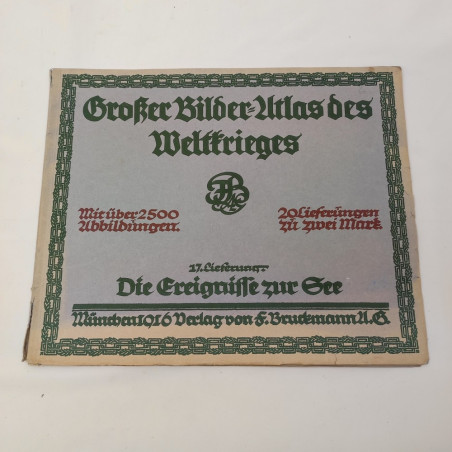 Großer Bilder-Atlas des
Weltkrieges
Mit über 2500
Abbildungen.
20 Lieferungen
zu zwei Mark.
17. Lieferung.
Die Ereignisse zur See
München 1916 Verlag von F. Bruckmann A.G.